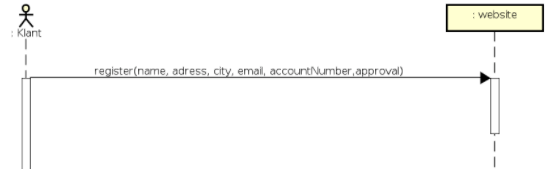 : Klant
: website
register(name, adress, city, email, accountNumber,approval)